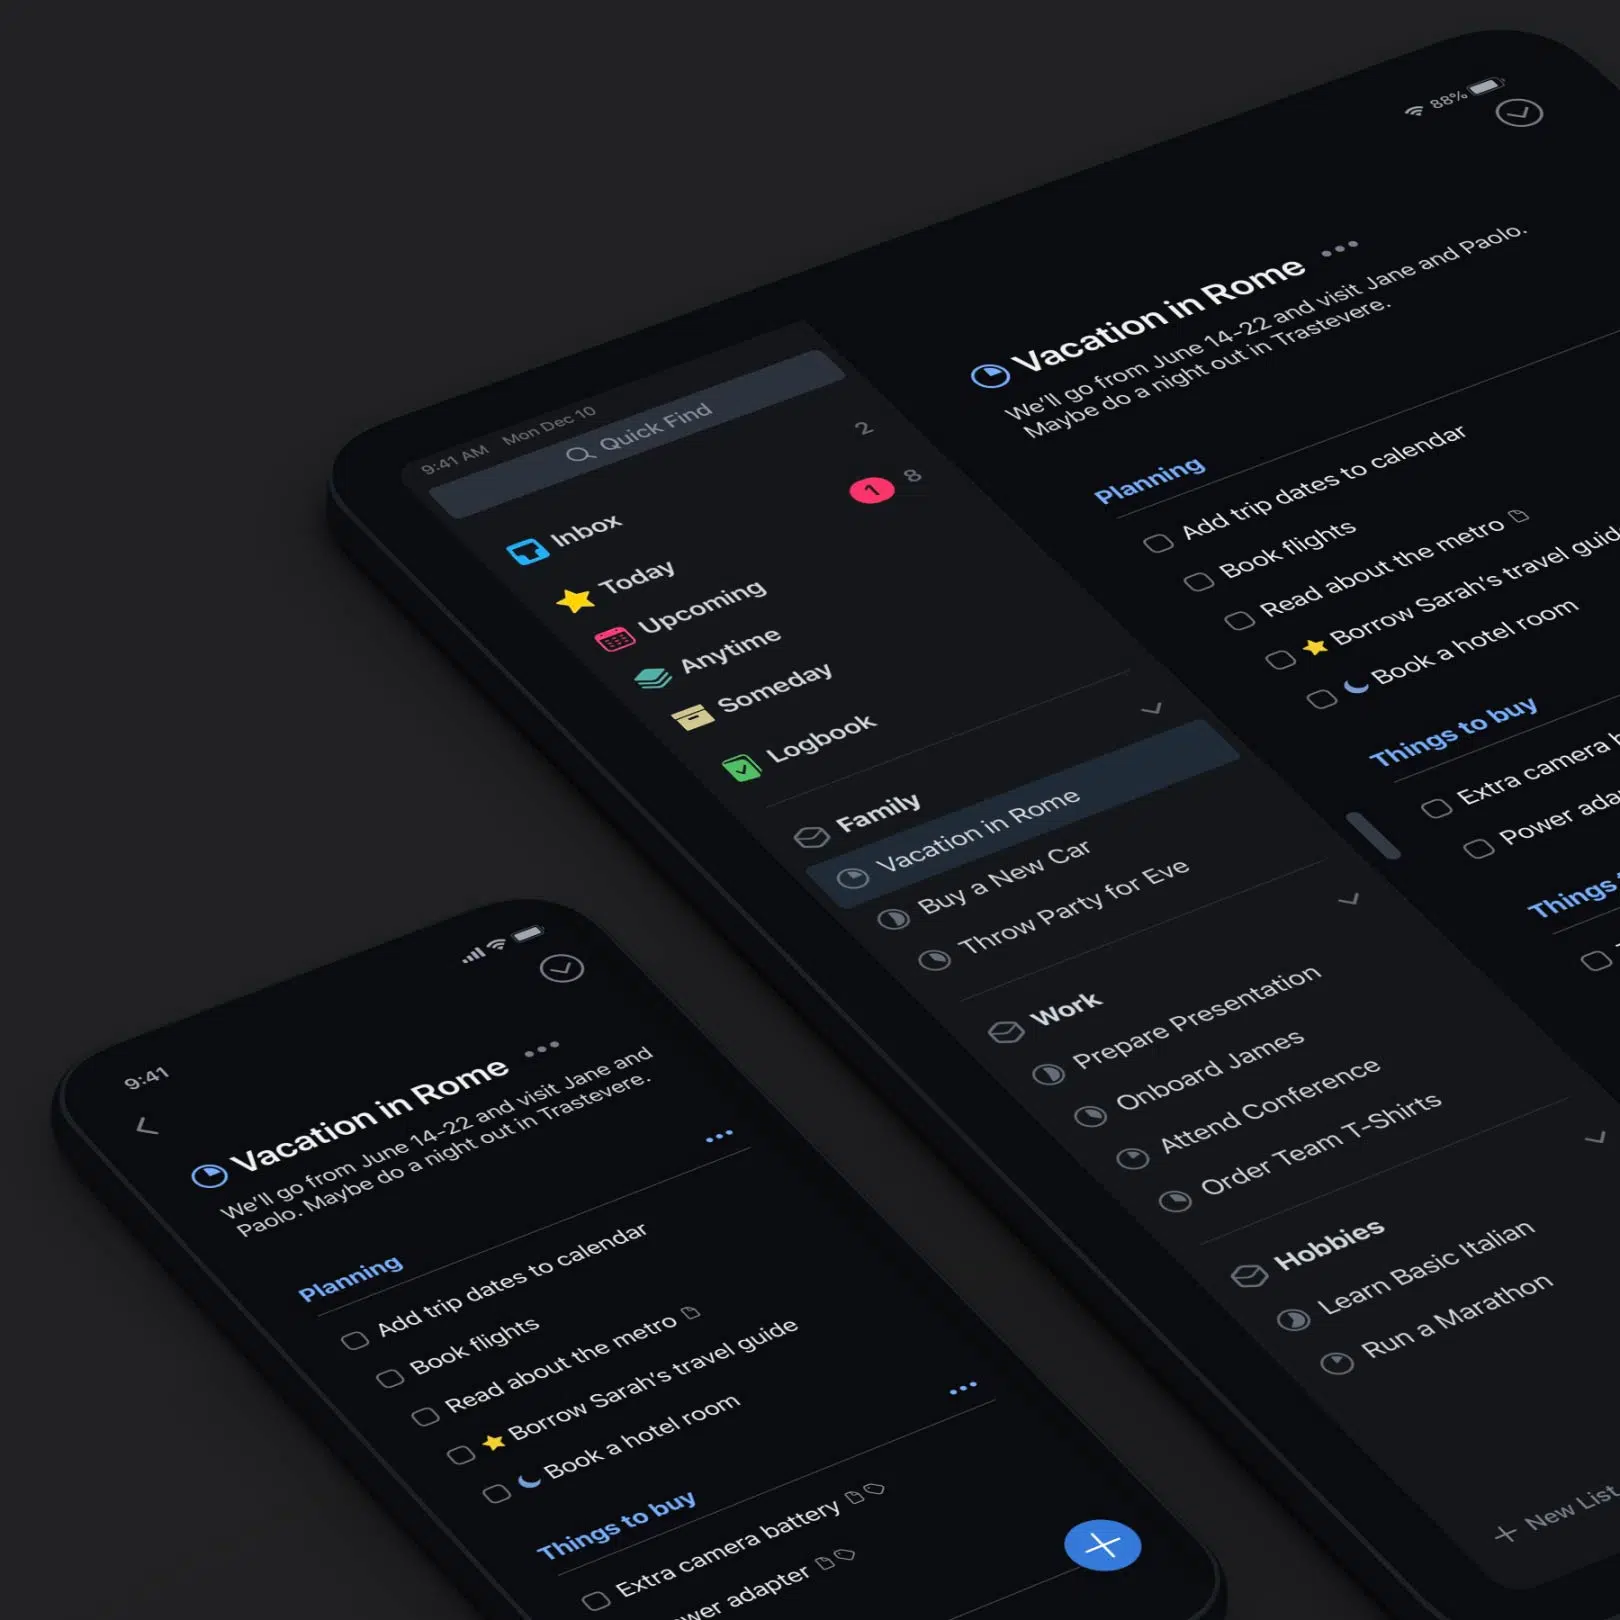 88%
9:41 AM Mon Dec 10
Quick Find
Inbox 2
Today 1 8
Upcoming
Anytime
Someday
Logbook
Family
Vacation in Rome
Buy a New Car
Throw Party for Eve
Work
Prepare Presentation
Onboard James
Attend Conference
Order Team T-Shirts
Hobbies
Learn Basic Italian
Run a Marathon
New List
Vacation in Rome
We'll go from June 14-22 and visit Jane and Paolo.
Maybe do a night out in Trastevere.
Planning
Add trip dates to calendar
Book flights
Read about the metro
Borrow Sarah's travel guid
Book a hotel room
Things to buy
Extra camera
Power ada
Things
9:41
Vacation in Rome
We'll go from June 14-22 and visit Jane and
Paolo. Maybe do a night out in Trastevere.
Planning
Add trip dates to calendar
Book flights
Read about the metro
Borrow Sarah's travel guide
Book a hotel room
Things to buy
Extra camera battery
wer adapter